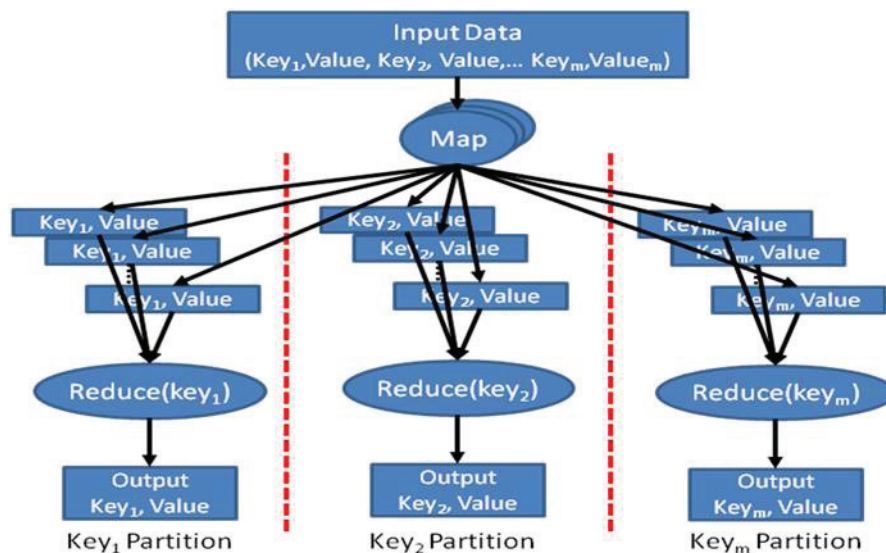 Input Data
(Key₁,Value, Key₂, Value,... Keyₘ,Valueₘ)
Map
Key₁, Value
Key₁, Value
Key₁, Value
Key₂, Value
Key₂, Value
Key₂, Value
Keyₘ, Value
Keyₘ, Value
Keyₘ, Value
Reduce(key₁)
Reduce(key₂)
Reduce(keyₘ)
Output
Key₁, Value
Output
Key₂, Value
Output
Keyₘ, Value
Key₁ Partition
Key₂ Partition
Keyₘ Partition